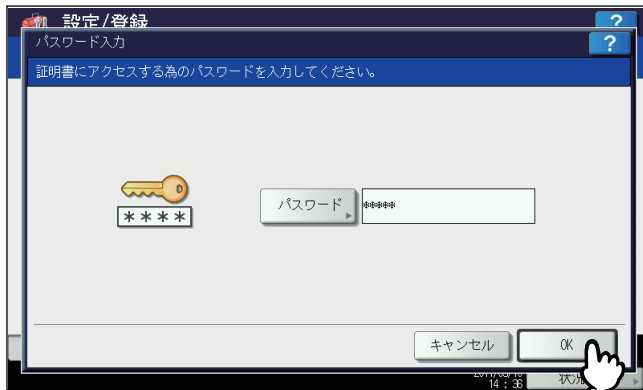 設定/登録
?
パスワード入力
?
証明書にアクセスする為のパスワードを入力してください。
****
パスワード
*****
キャンセル
OK
14:36
状況